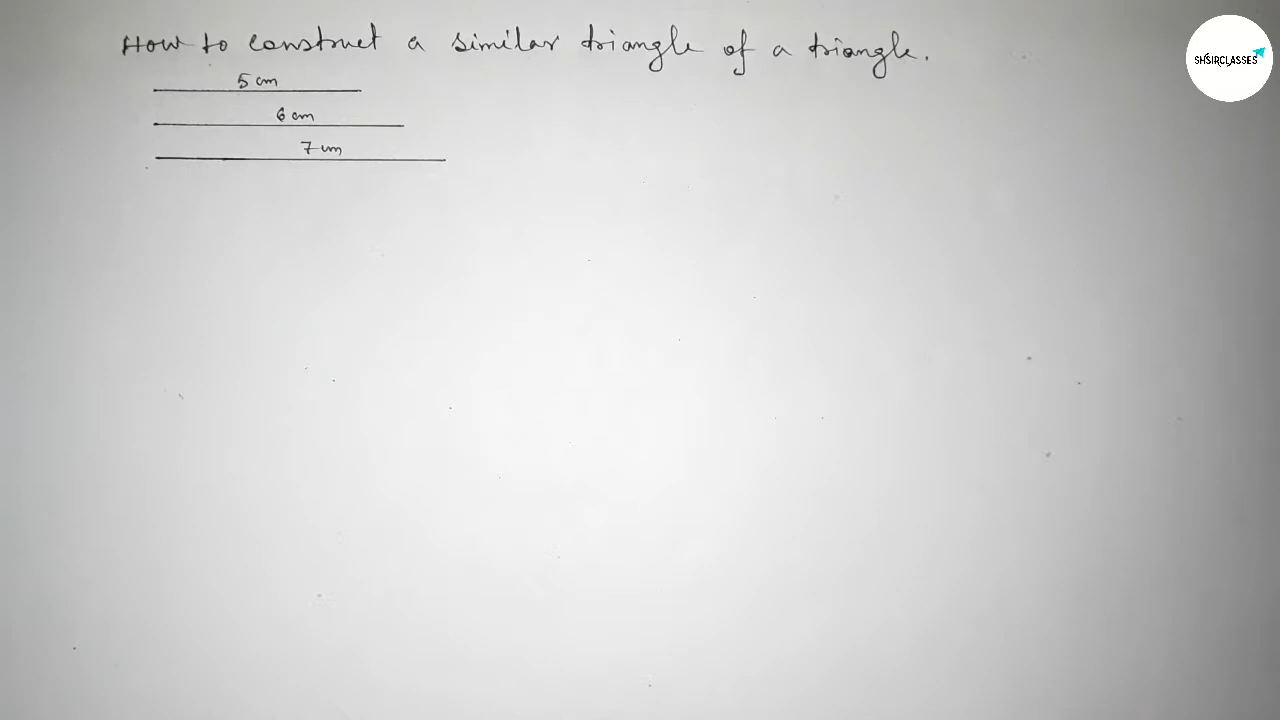 How to construct a similar triangle of a triangle.
SHSIRCLASSES
5 cm
6 cm
7 cm